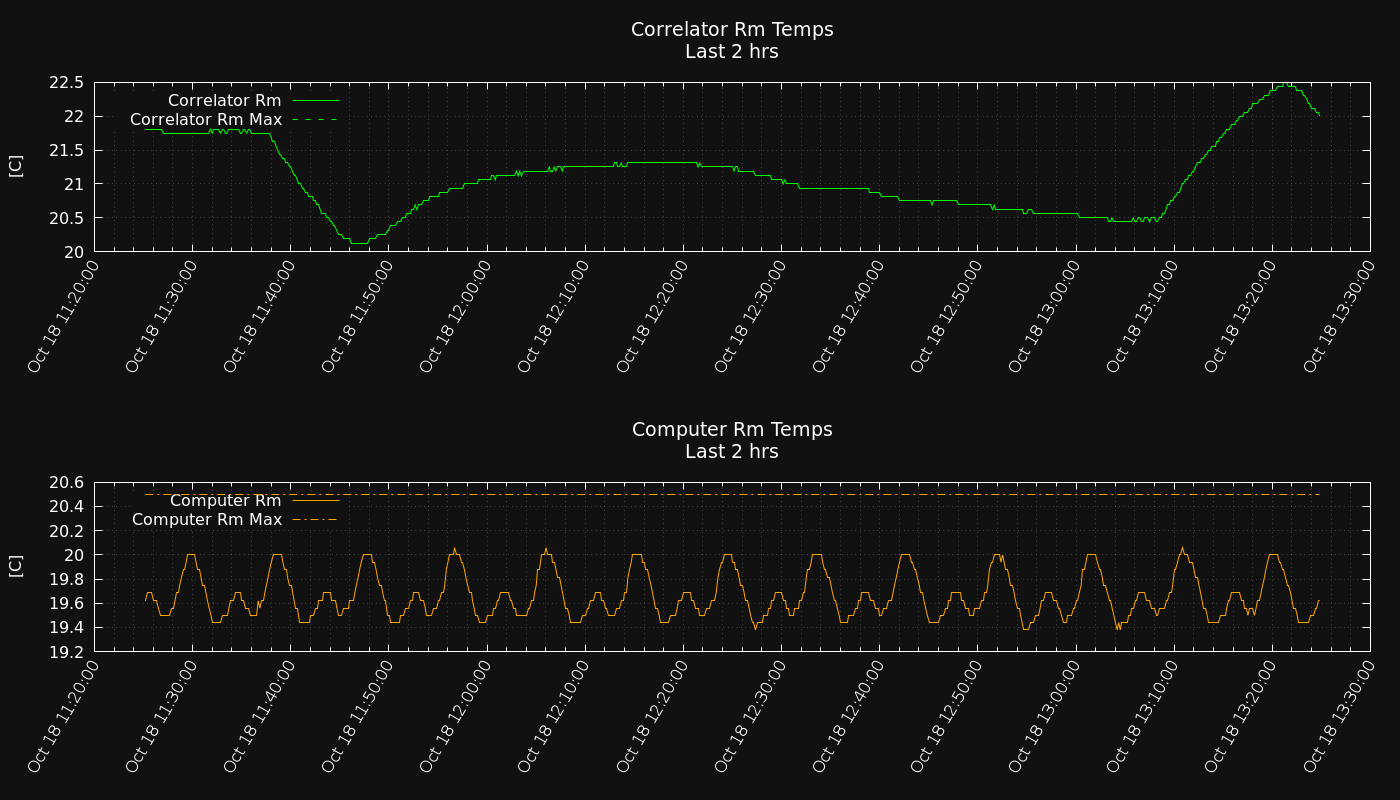 Correlator Rm Temps
Last 2 hrs
22.5
22
21.5
21
20.5
20
[C]
Correlator Rm
Correlator Rm Max
Oct 18 11:20:00
Oct 18 11:30:00
Oct 18 11:40:00
Oct 18 11:50:00
Oct 18 12:00:00
Oct 18 12:10:00
Oct 18 12:20:00
Oct 18 12:30:00
Oct 18 12:40:00
Oct 18 12:50:00
Oct 18 13:00:00
Oct 18 13:10:00
Oct 18 13:20:00
Oct 18 13:30:00
Computer Rm Temps
Last 2 hrs
20.6
20.4
20.2
20
19.8
19.6
19.4
19.2
[C]
Computer Rm
Computer Rm Max
Oct 18 11:20:00
Oct 18 11:30:00
Oct 18 11:40:00
Oct 18 11:50:00
Oct 18 12:00:00
Oct 18 12:10:00
Oct 18 12:20:00
Oct 18 12:30:00
Oct 18 12:40:00
Oct 18 12:50:00
Oct 18 13:00:00
Oct 18 13:10:00
Oct 18 13:20:00
Oct 18 13:30:00